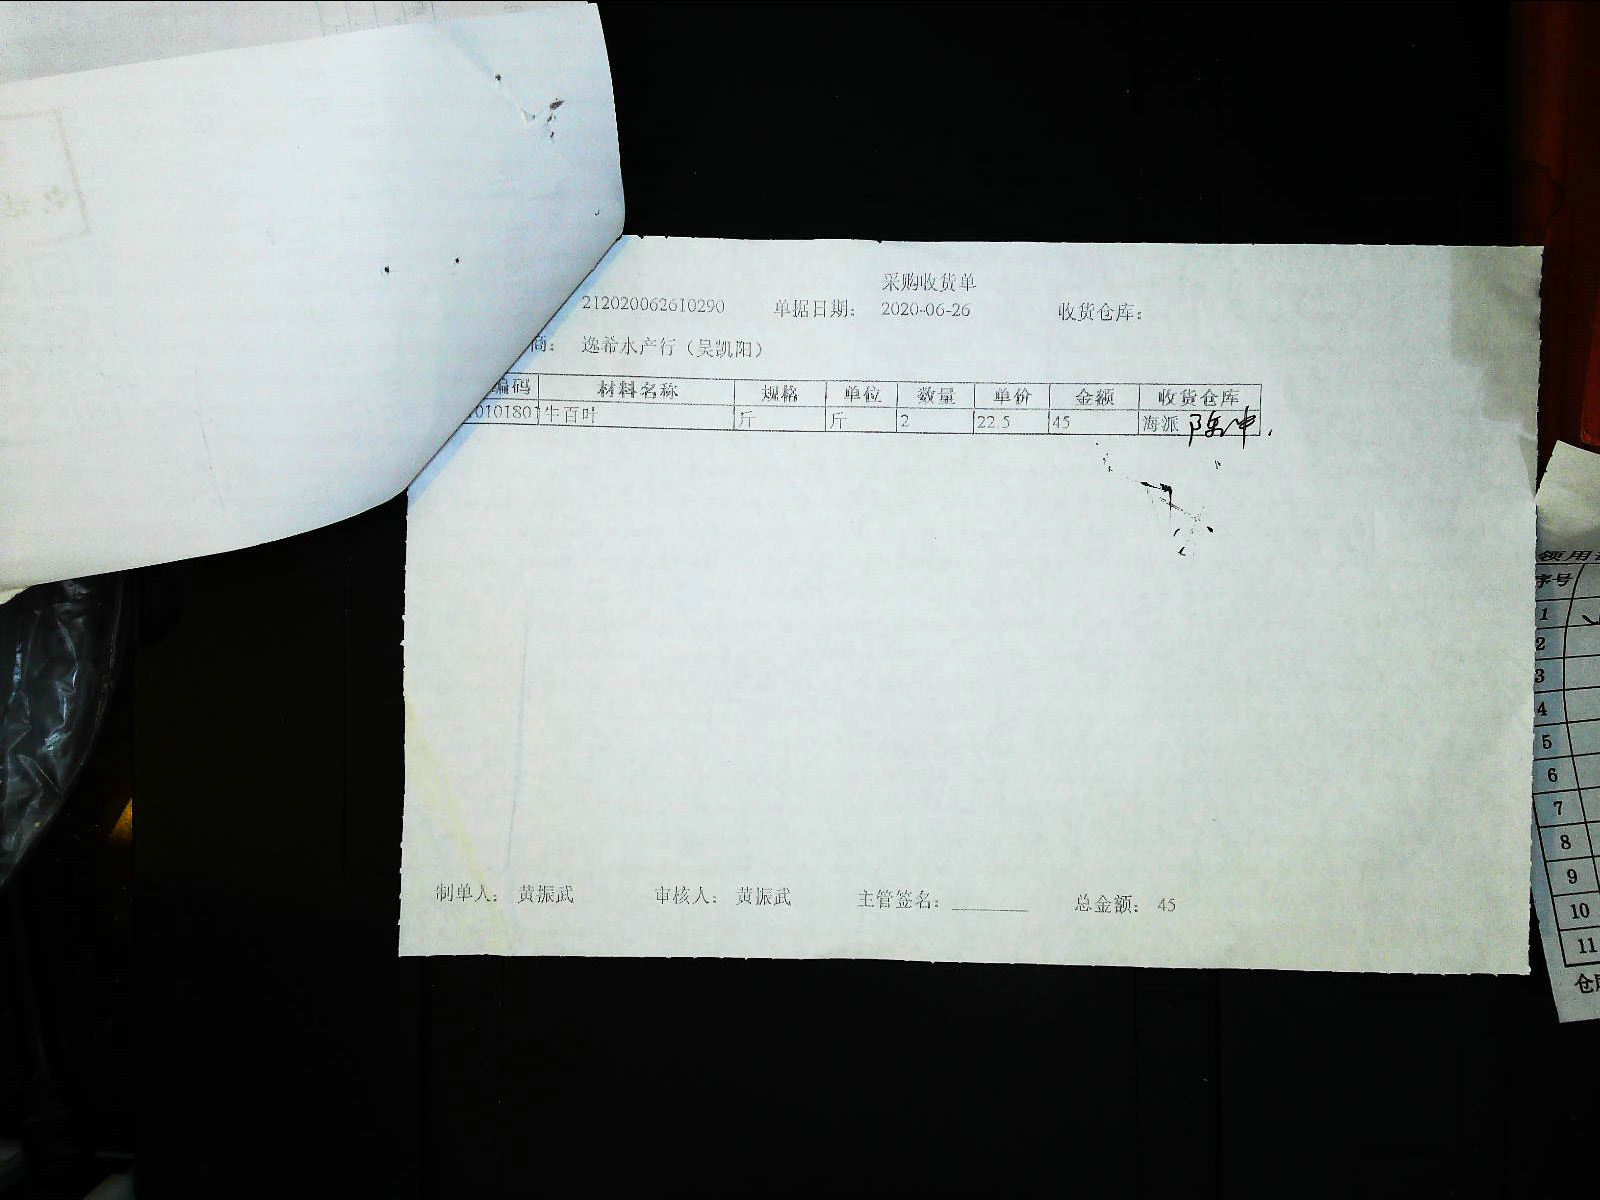 采购收货单
212020062610290 单据日期： 2020-06-26 收货仓库：
商： 逸希水产行（吴凯阳）
编码 材料名称 规格 单位 数量 单价 金额 收货仓库
0101801 牛百叶 斤 斤 2 22.5 45 海派
制单人： 黄振武 审核人： 黄振武 主管签名： 总金额： 45
领用
序号
1
2
3
4
5
6
7
8
9
10
11
仓